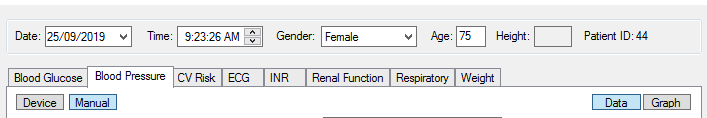 Date: 25/09/2019 Time: 9:23:26 AM Gender: Female Age: 75 Height: Patient ID: 44
Blood Glucose Blood Pressure CV Risk ECG INR Renal Function Respiratory Weight
Device Manual Data Graph